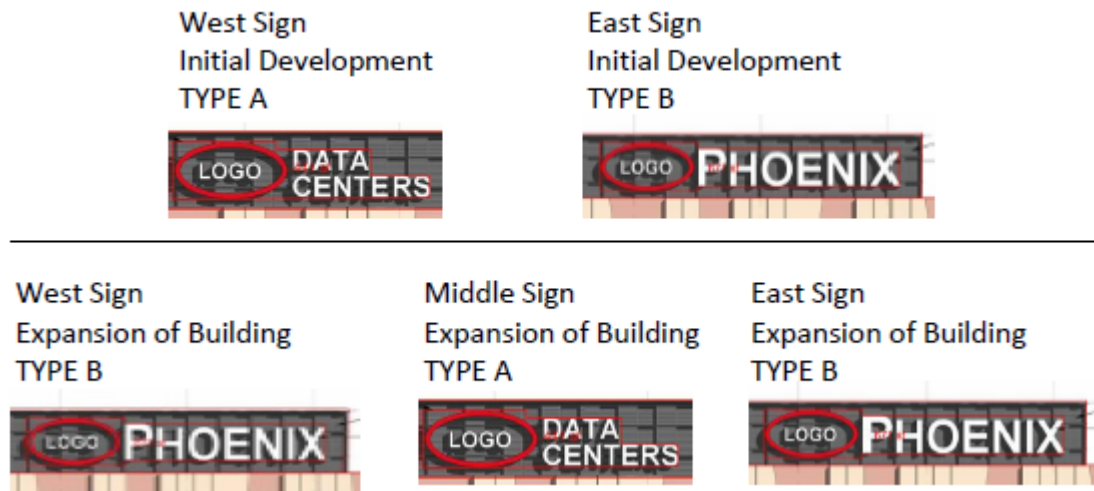 West Sign
Initial Development
TYPE A
LOGO
DATA
CENTERS
East Sign
Initial Development
TYPE B
LOGO
PHOENIX
West Sign
Expansion of Building
TYPE B
LOGO
PHOENIX
Middle Sign
Expansion of Building
TYPE A
LOGO
DATA
CENTERS
East Sign
Expansion of Building
TYPE B
LOGO
PHOENIX